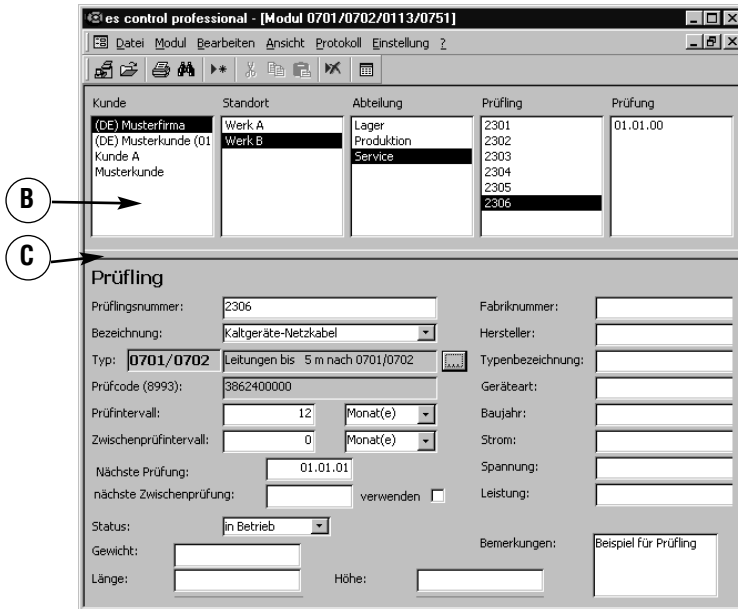 es control professional - [Modul 0701/0702/0113/0751]
Datei Modul Bearbeiten Ansicht Protokoll Einstellung ?
Kunde Standort Abteilung Prüfling Prüfung
(DE) Musterfirma Werk A Lager 2301 01.01.00
(DE) Musterkunde (01 Werk B Produktion 2302
Kunde A Service 2303
Musterkunde 2304
2305
2306
B
C
Prüfling
Prüflingsnummer: 2306 Fabriknummer:
Bezeichnung: Kaltgeräte-Netzkabel Hersteller:
Typ: 0701/0702 Leitungen bis 5 m nach 0701/0702 ... Typenbezeichnung:
Prüfcode (8993): 3862400000 Geräteart:
Prüfintervall: 12 Monat(e) Baujahr:
Zwischenprüfintervall: 0 Monat(e) Strom:
Nächste Prüfung: 01.01.01 Spannung:
nächste Zwischenprüfung: verwenden Leistung:
Status: in Betrieb
Bemerkungen: Beispiel für Prüfling
Gewicht:
Länge: Höhe: